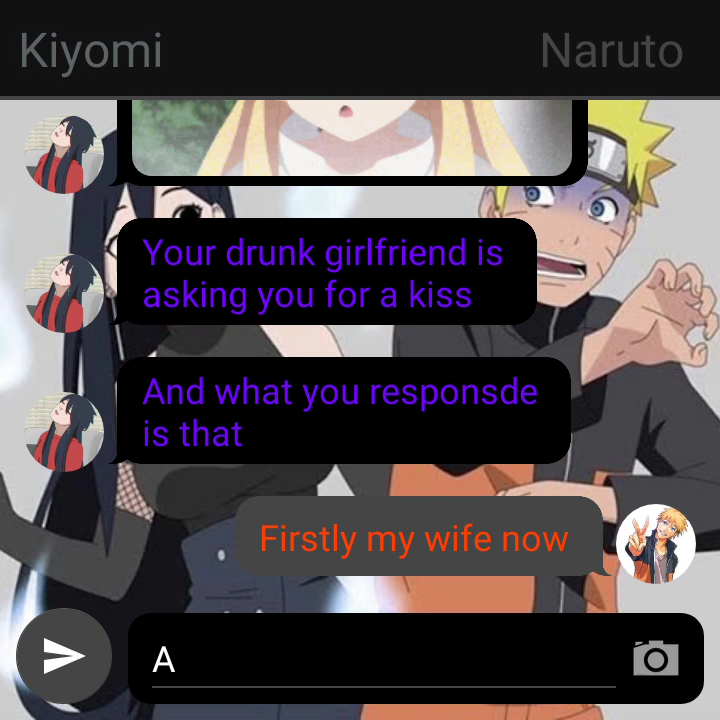 Kiyomi
Naruto
Your drunk girlfriend is
asking you for a kiss
And what you responsde
is that
Firstly my wife now
A